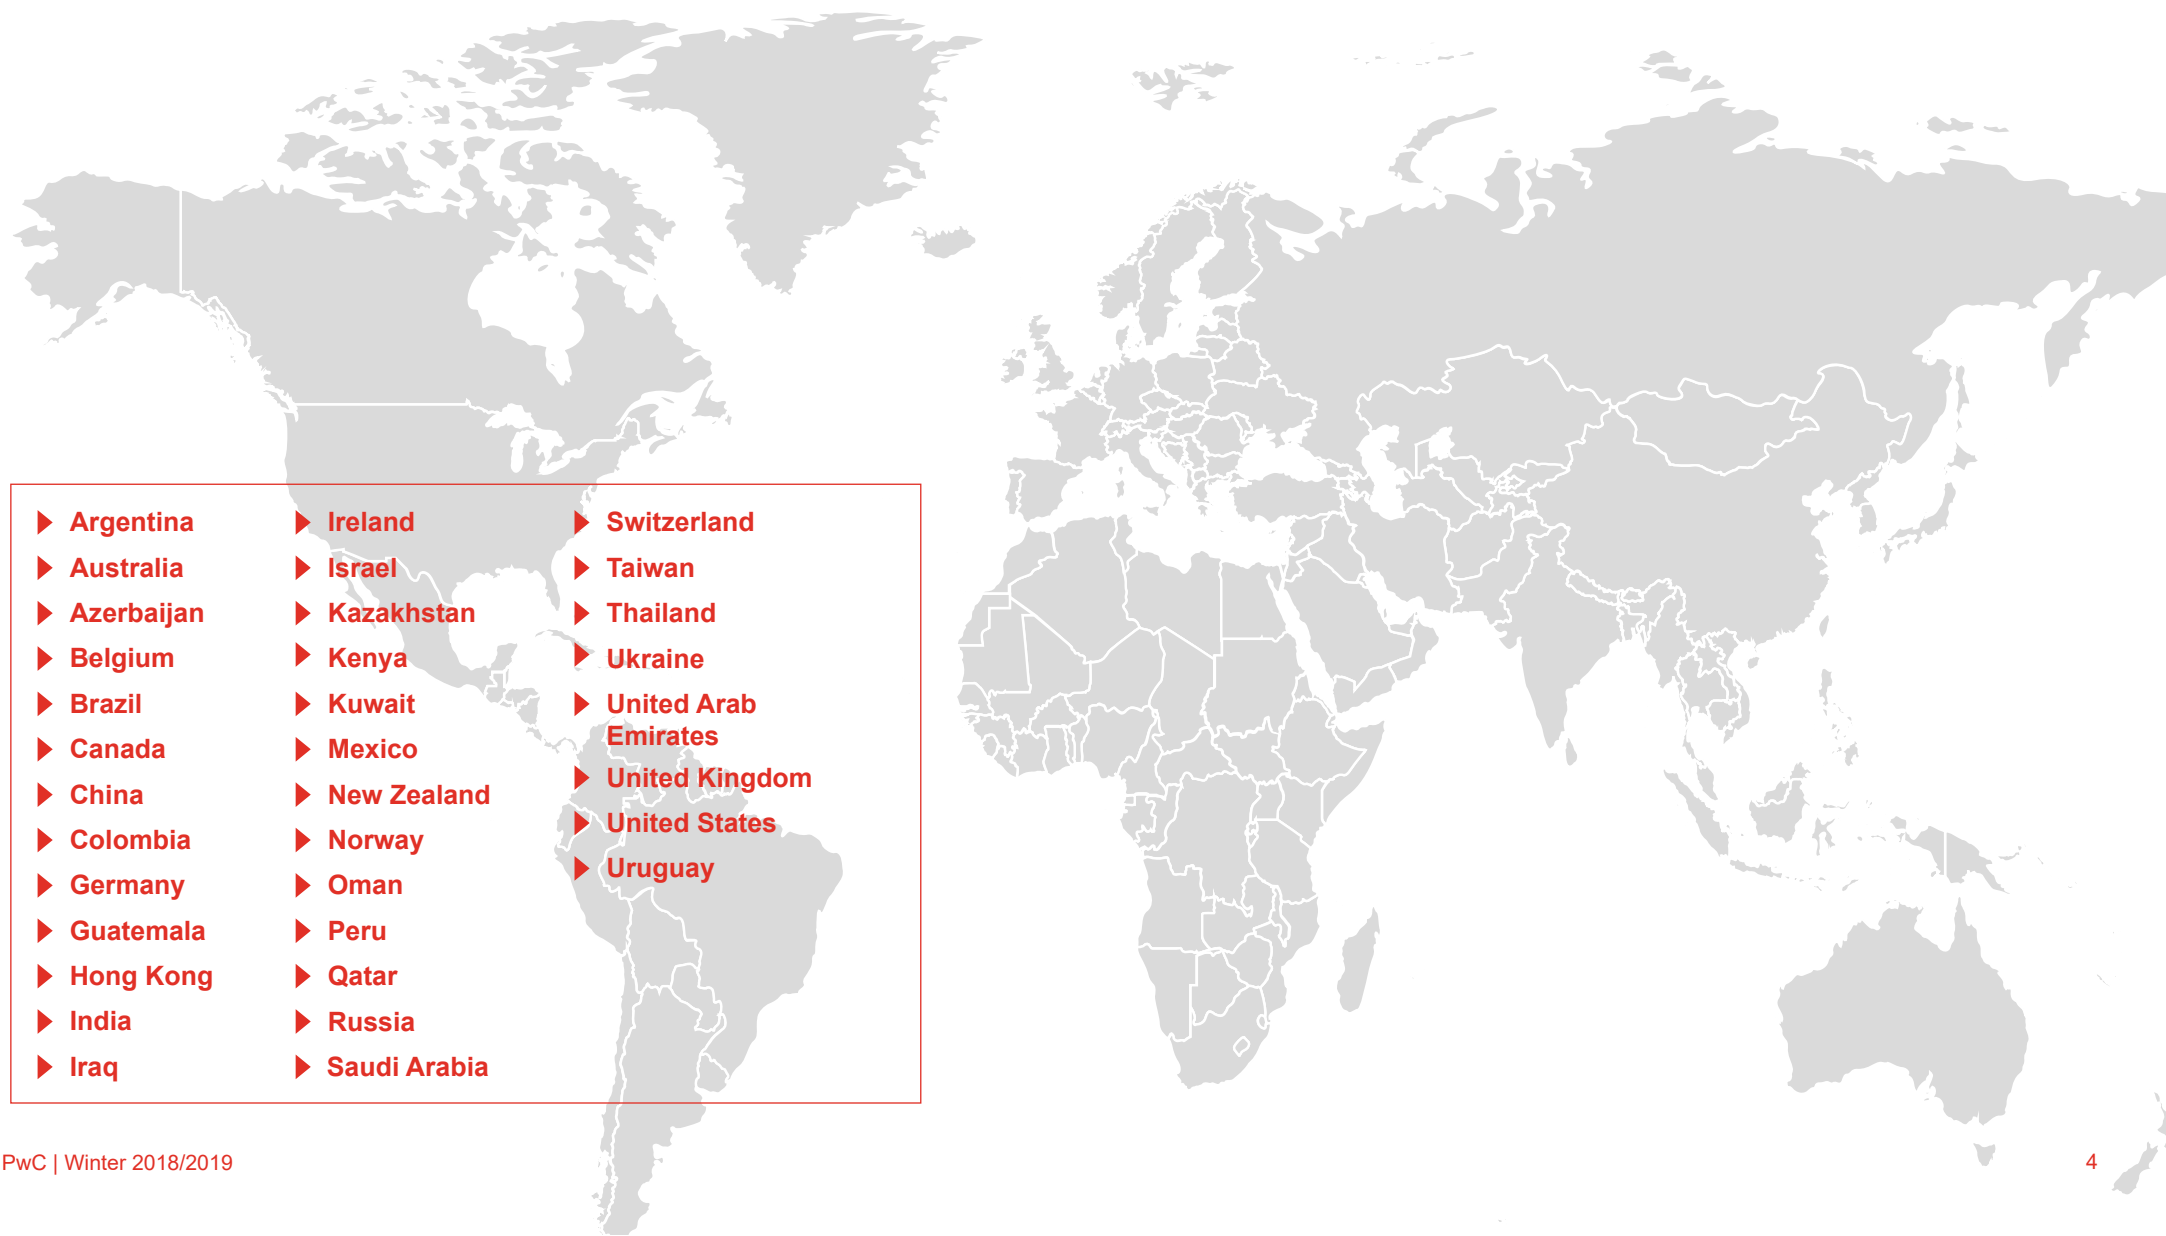 Argentina
Australia
Azerbaijan
Belgium
Brazil
Canada
China
Colombia
Germany
Guatemala
Hong Kong
India
Iraq
Ireland
Israel
Kazakhstan
Kenya
Kuwait
Mexico
New Zealand
Norway
Oman
Peru
Qatar
Russia
Saudi Arabia
Switzerland
Taiwan
Thailand
Ukraine
United Arab
Emirates
United Kingdom
United States
Uruguay
PwC | Winter 2018/2019
4